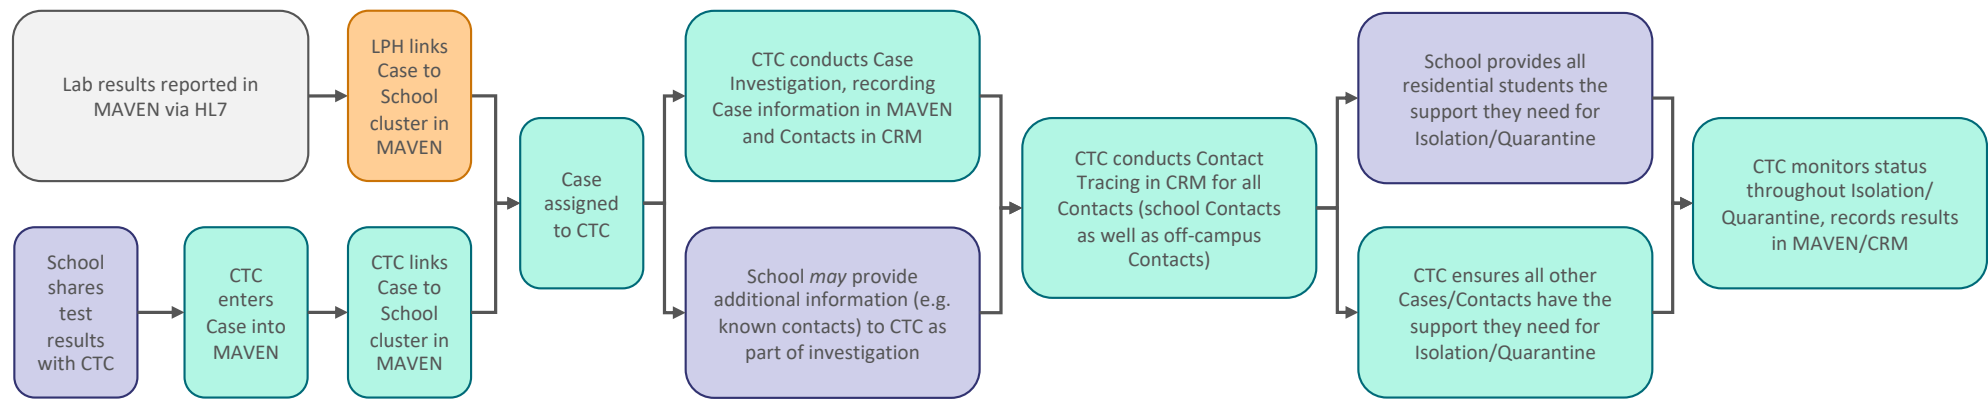 Lab results reported in
MAVEN via HL7
LPH links
Case to
School
cluster in
MAVEN
School
shares
test
results
with CTC
CTC
enters
Case into
MAVEN
CTC links
Case to
School
cluster in
MAVEN
Case
assigned
to CTC
CTC conducts Case
Investigation, recording
Case information in MAVEN
and Contacts in CRM
School may provide
additional information (e.g.
known contacts) to CTC as
part of investigation
CTC conducts Contact
Tracing in CRM for all
Contacts (school Contacts
as well as off-campus
Contacts)
School provides all
residential students the
support they need for
Isolation/Quarantine
CTC ensures all other
Cases/Contacts have the
support they need for
Isolation/Quarantine
CTC monitors status
throughout Isolation/
Quarantine, records results
in MAVEN/CRM